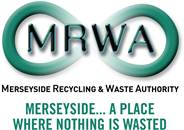 MRWA
MERSEYSIDE RECYCLING & WASTE AUTHORITY
MERSEYSIDE... A PLACE
WHERE NOTHING IS WASTED